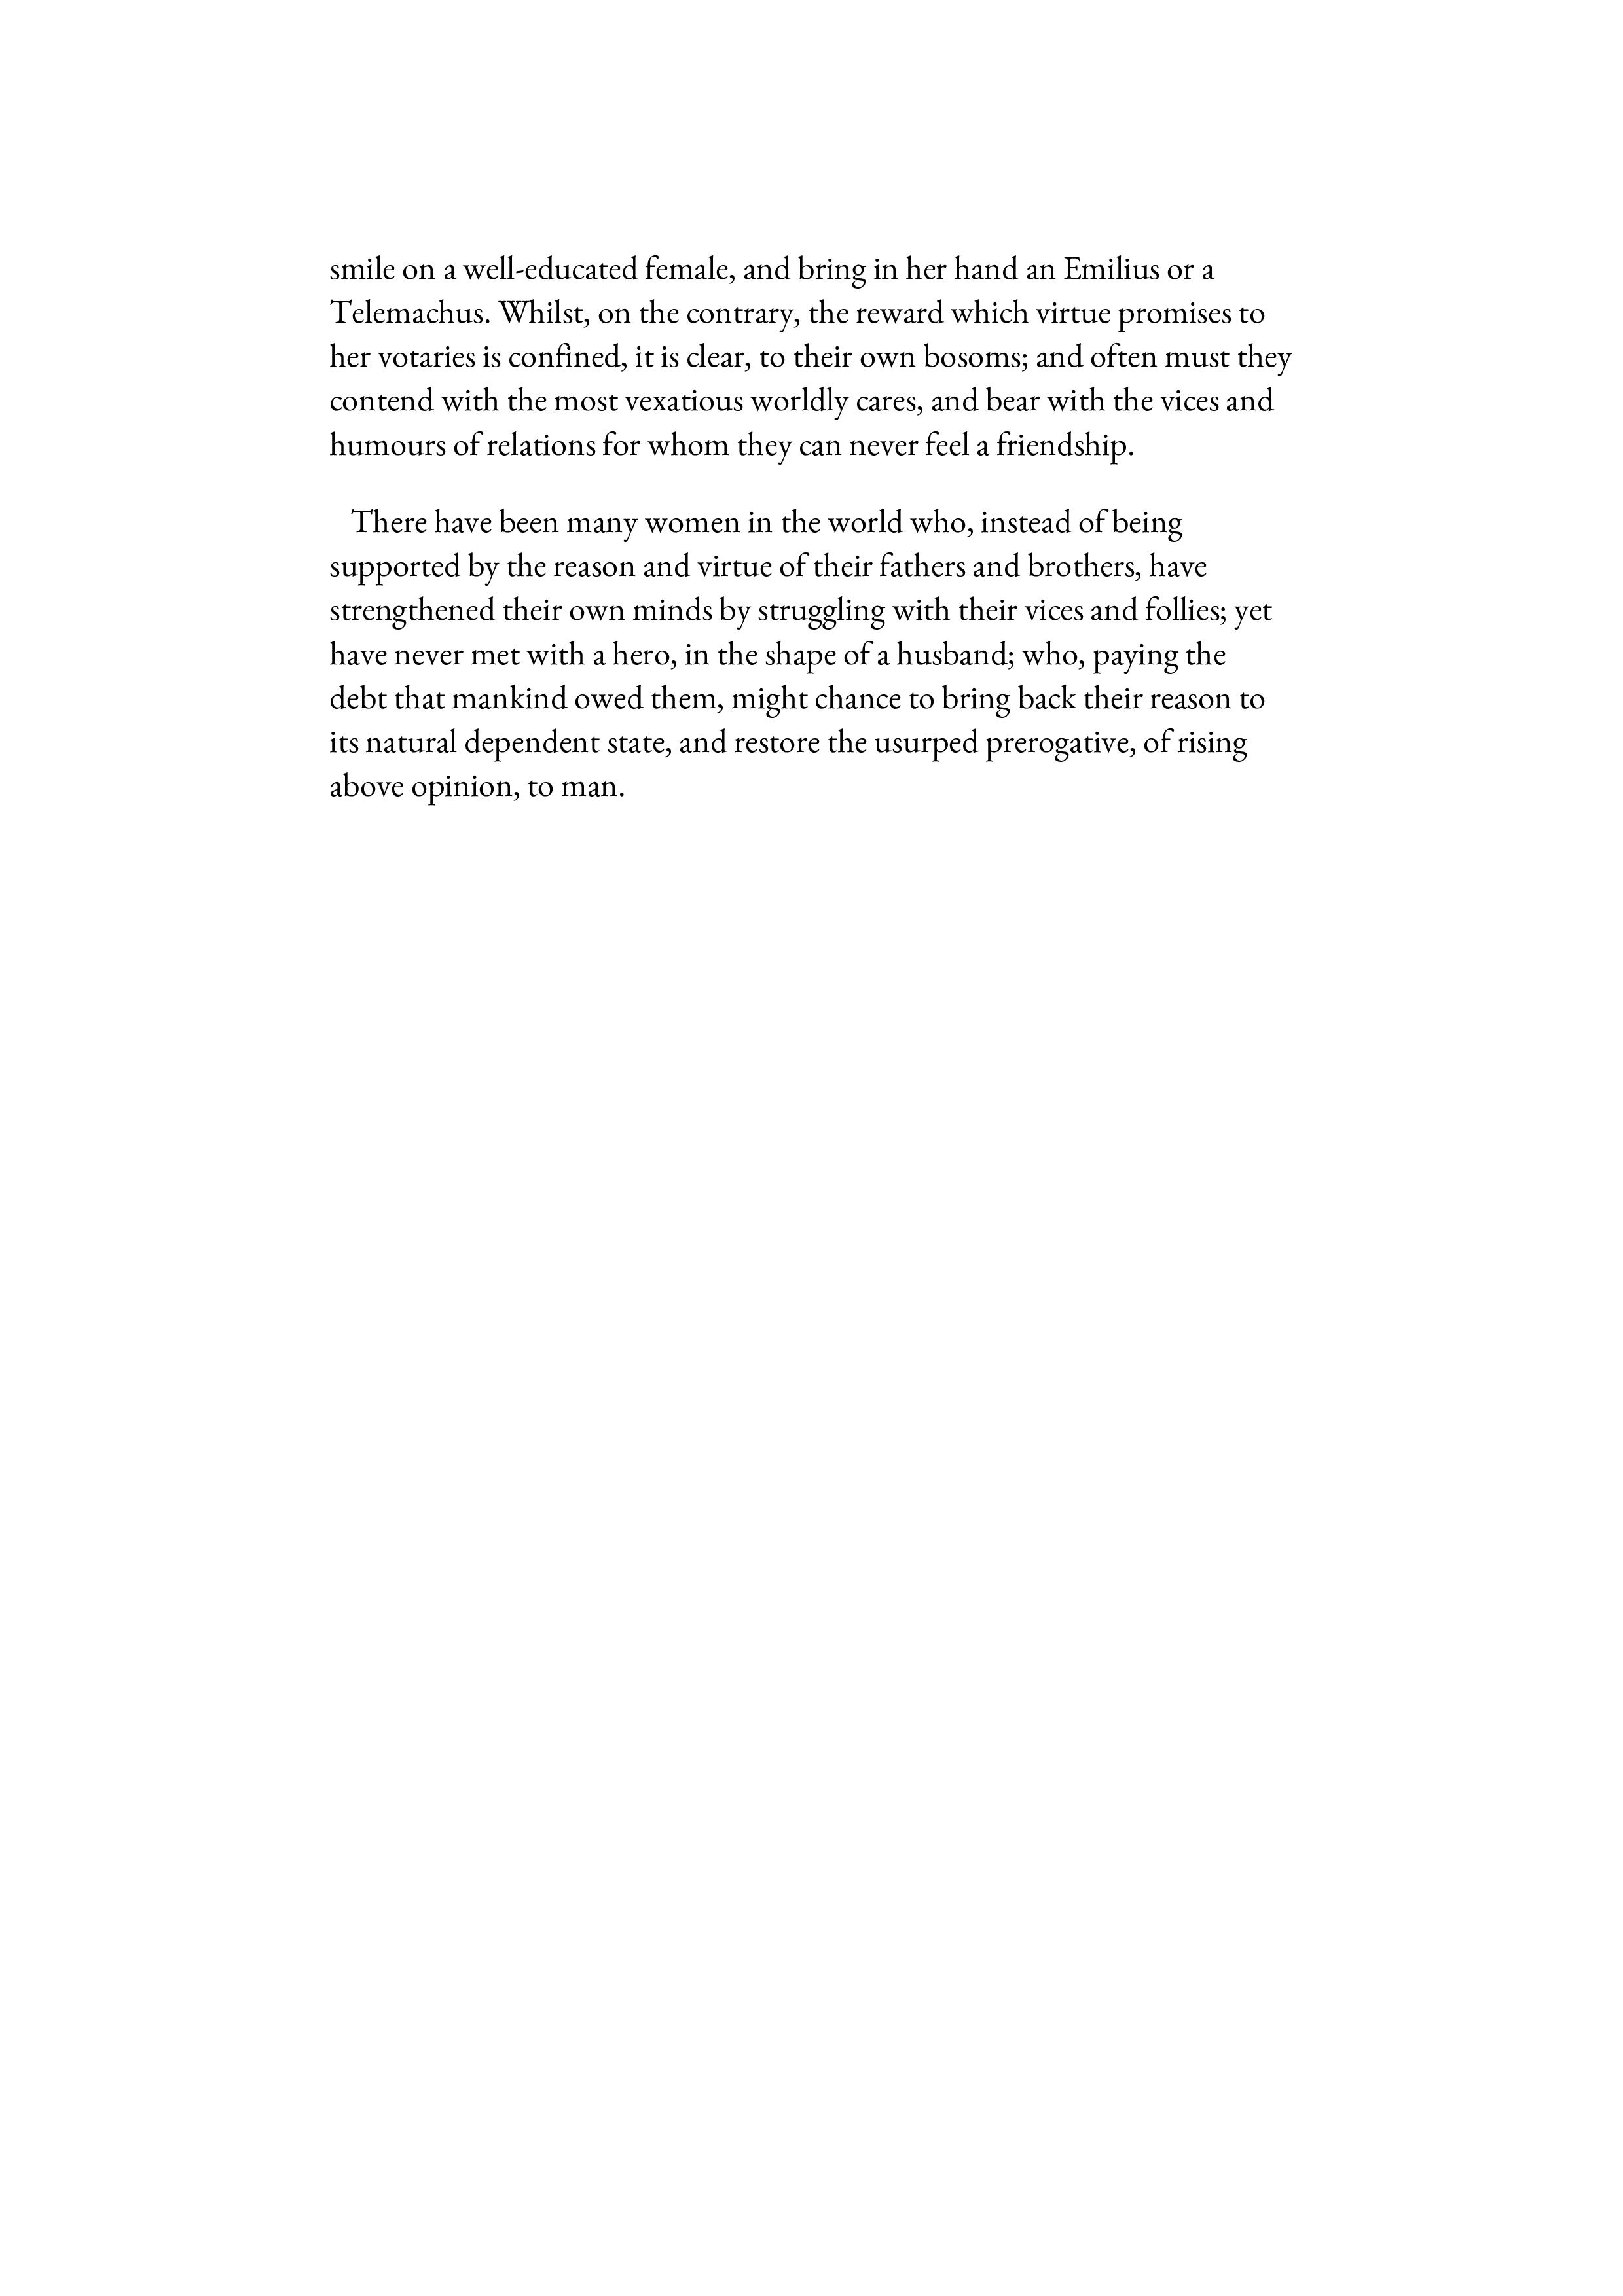 smile on a well-educated female, and bring in her hand an Emilius or a
Telemachus. Whilst, on the contrary, the reward which virtue promises to
her votaries is confined, it is clear, to their own bosoms; and often must they
contend with the most vexatious worldly cares, and bear with the vices and
humours of relations for whom they can never feel a friendship.
There have been many women in the world who, instead of being
supported by the reason and virtue of their fathers and brothers, have
strengthened their own minds by struggling with their vices and follies; yet
have never met with a hero, in the shape of a husband; who, paying the
debt that mankind owed them, might chance to bring back their reason to
its natural dependent state, and restore the usurped prerogative, of rising
above opinion, to man.